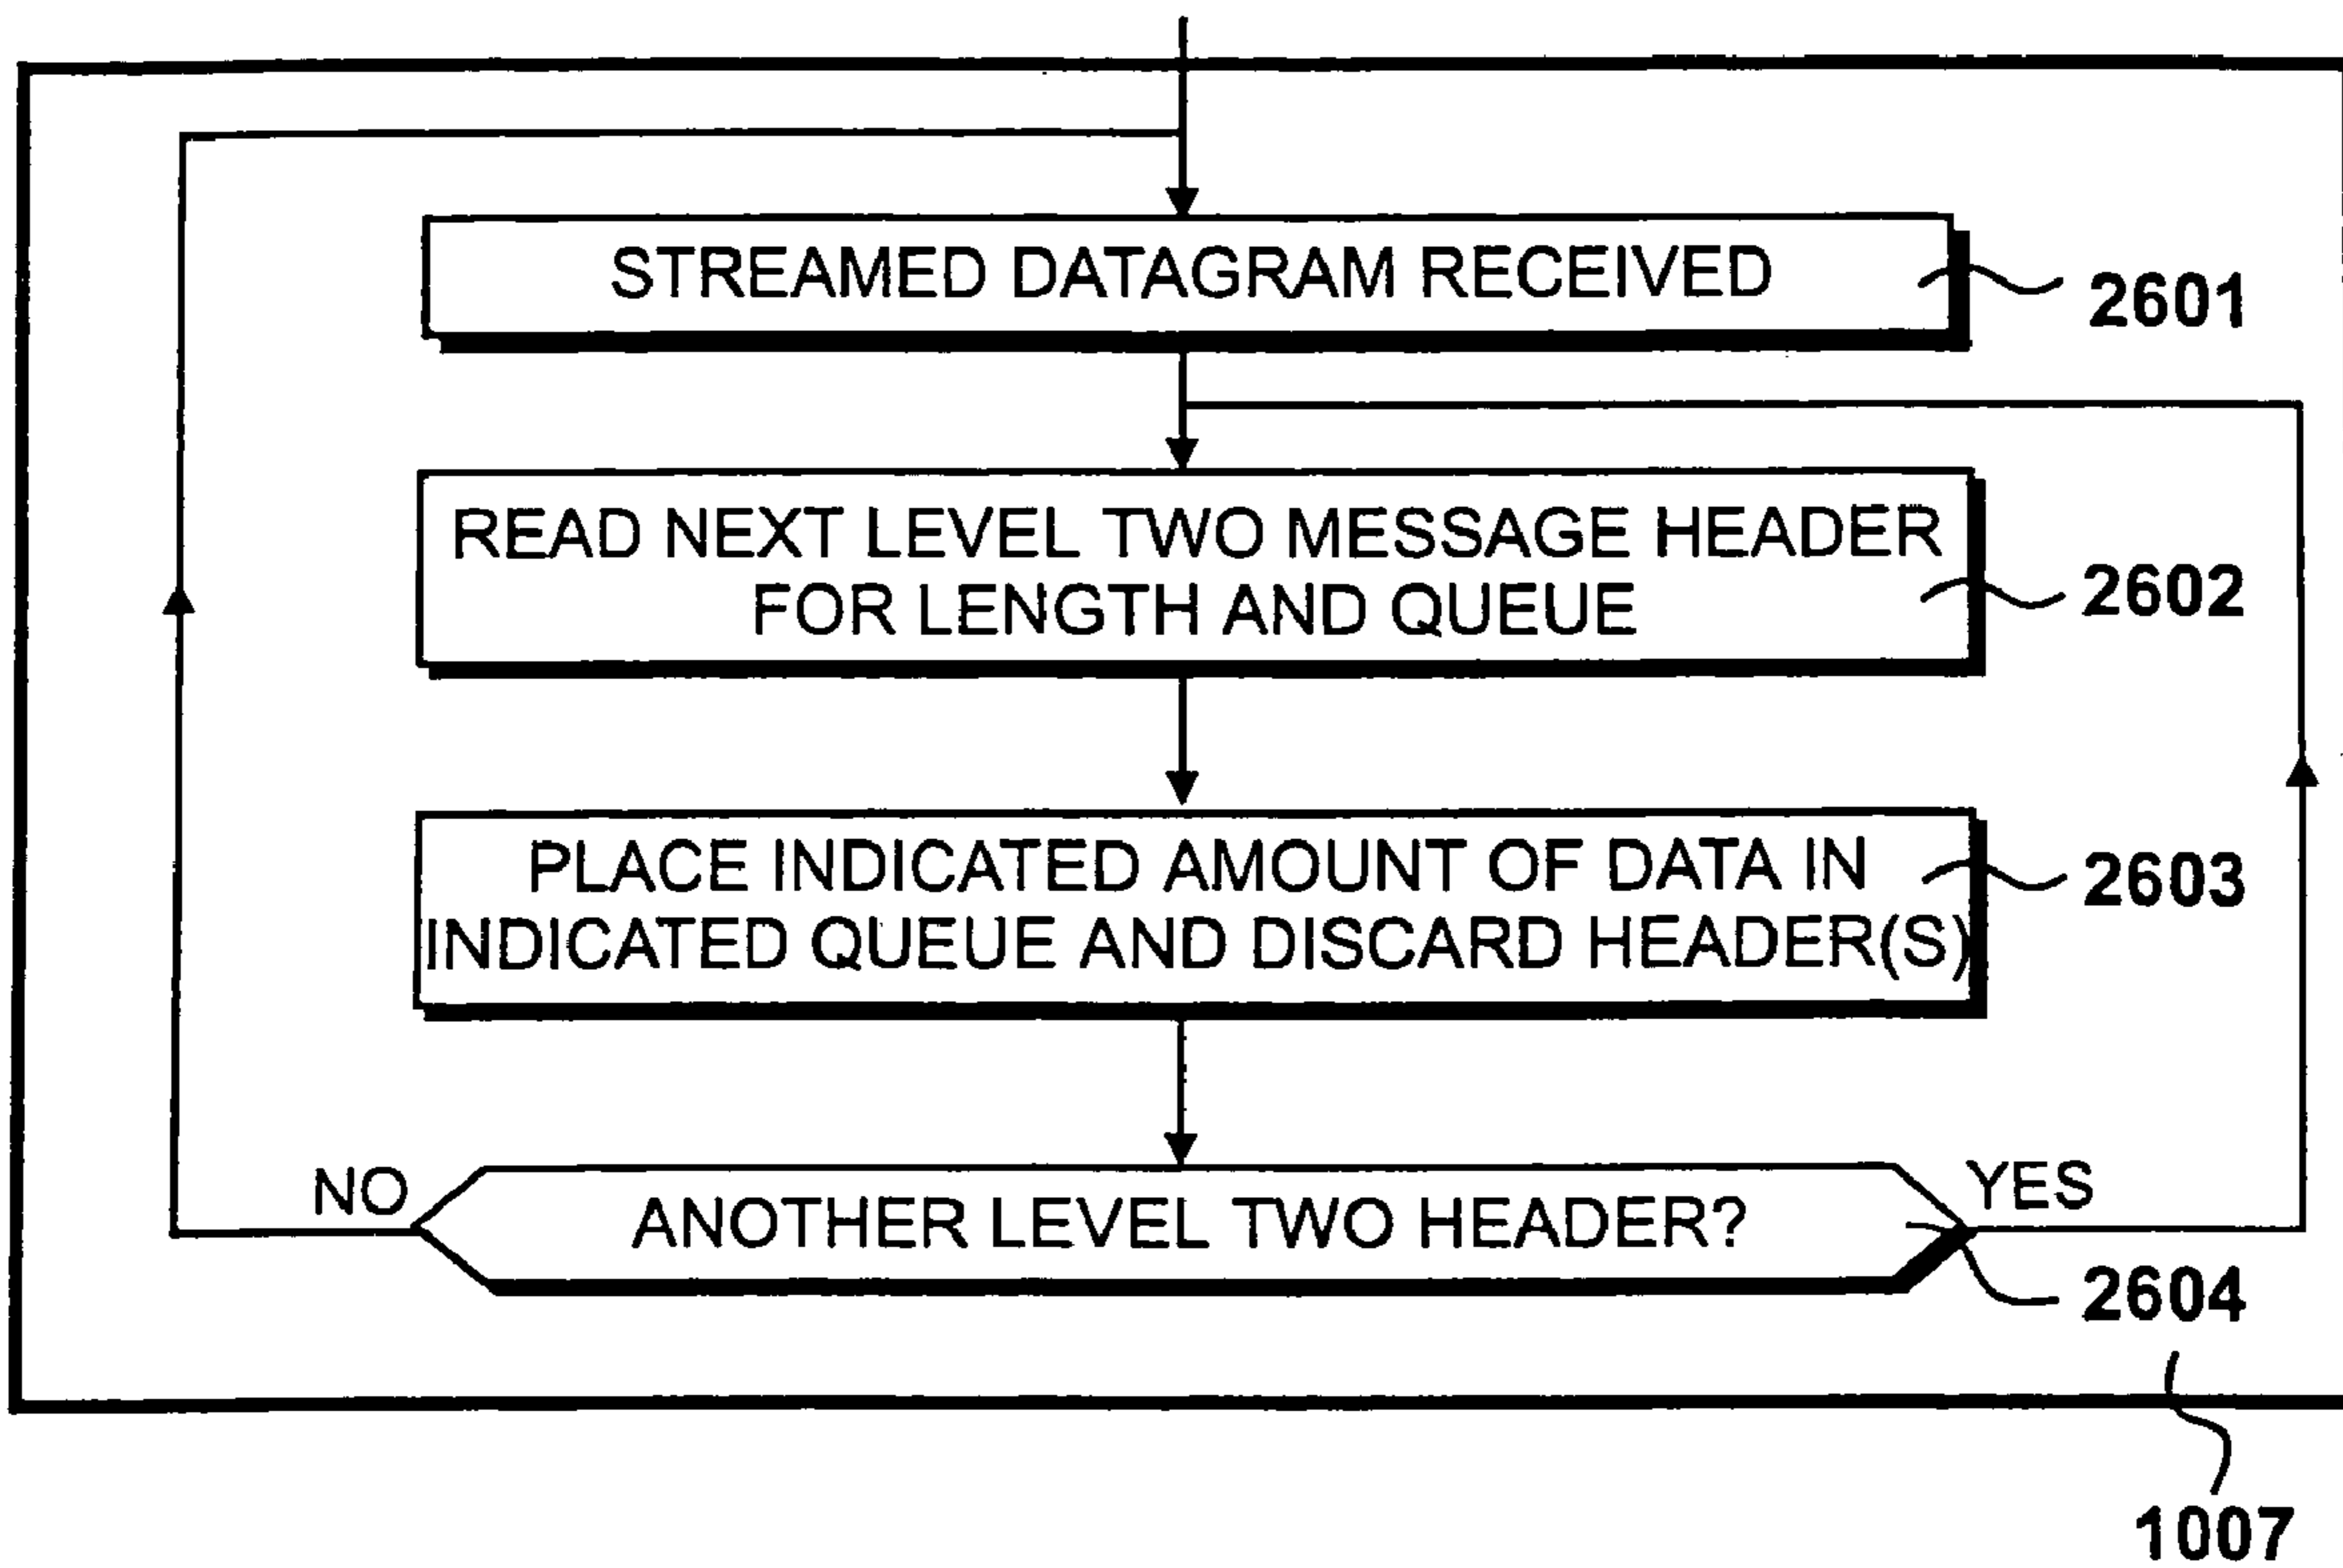 STREAMED DATAGRAM RECEIVED
2601
READ NEXT LEVEL TWO MESSAGE HEADER
FOR LENGTH AND QUEUE
2602
PLACE INDICATED AMOUNT OF DATA IN
INDICATED QUEUE AND DISCARD HEADER(S)
2603
NO
ANOTHER LEVEL TWO HEADER?
YES
2604
1007